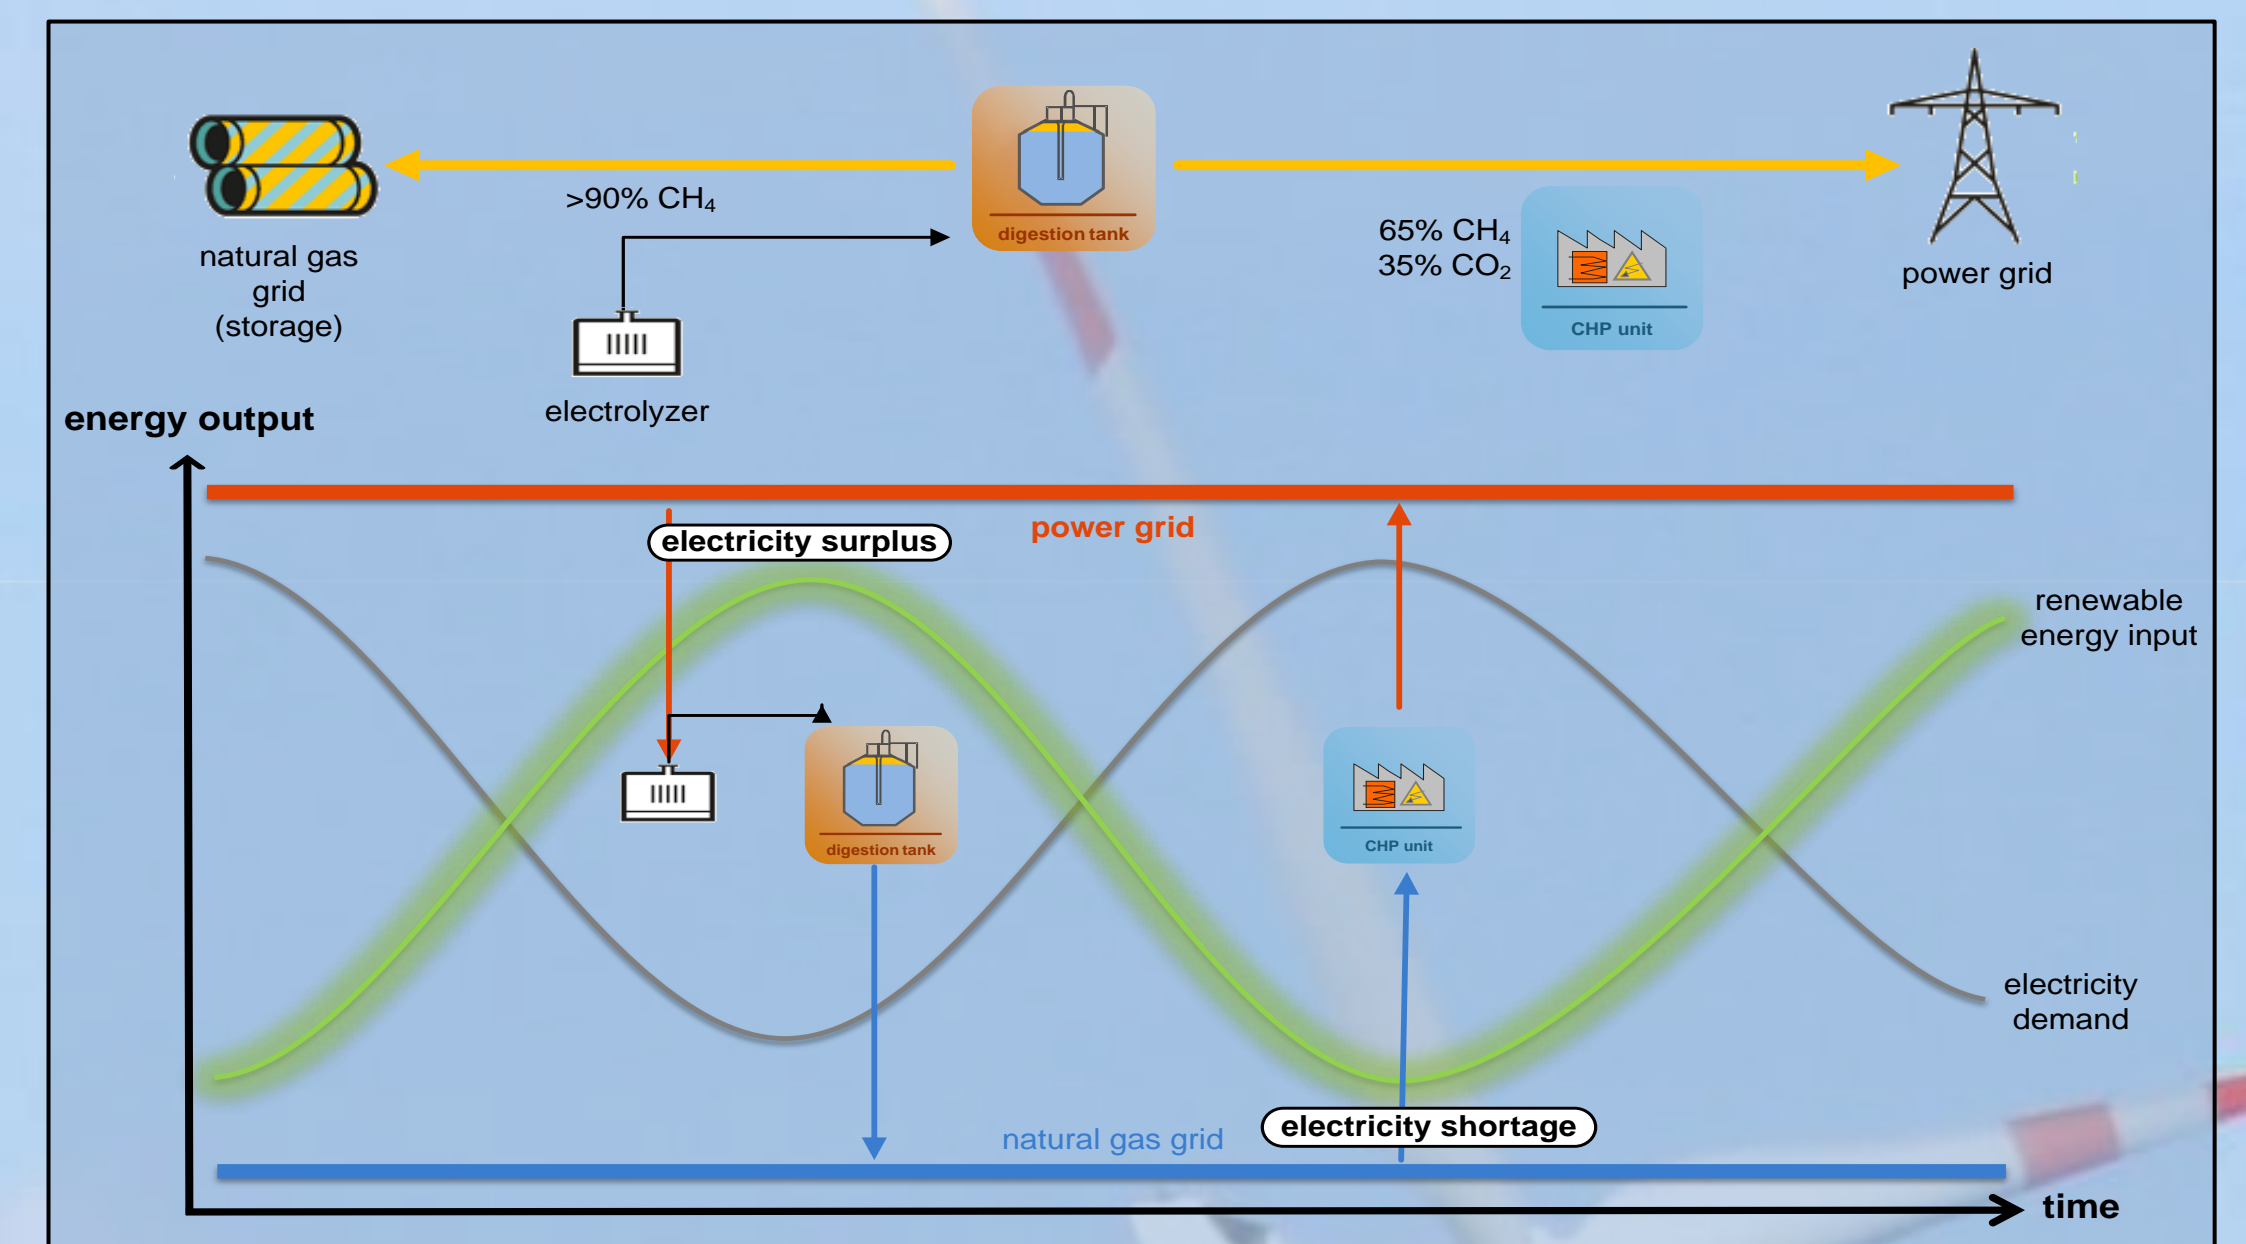 >90% CH₄
digestion tank
65% CH₄
35% CO₂
natural gas
grid
(storage)
power grid
CHP unit
electrolyzer
energy output
power grid
electricity surplus
renewable
energy input
digestion tank
CHP unit
electricity
demand
natural gas grid
electricity shortage
time